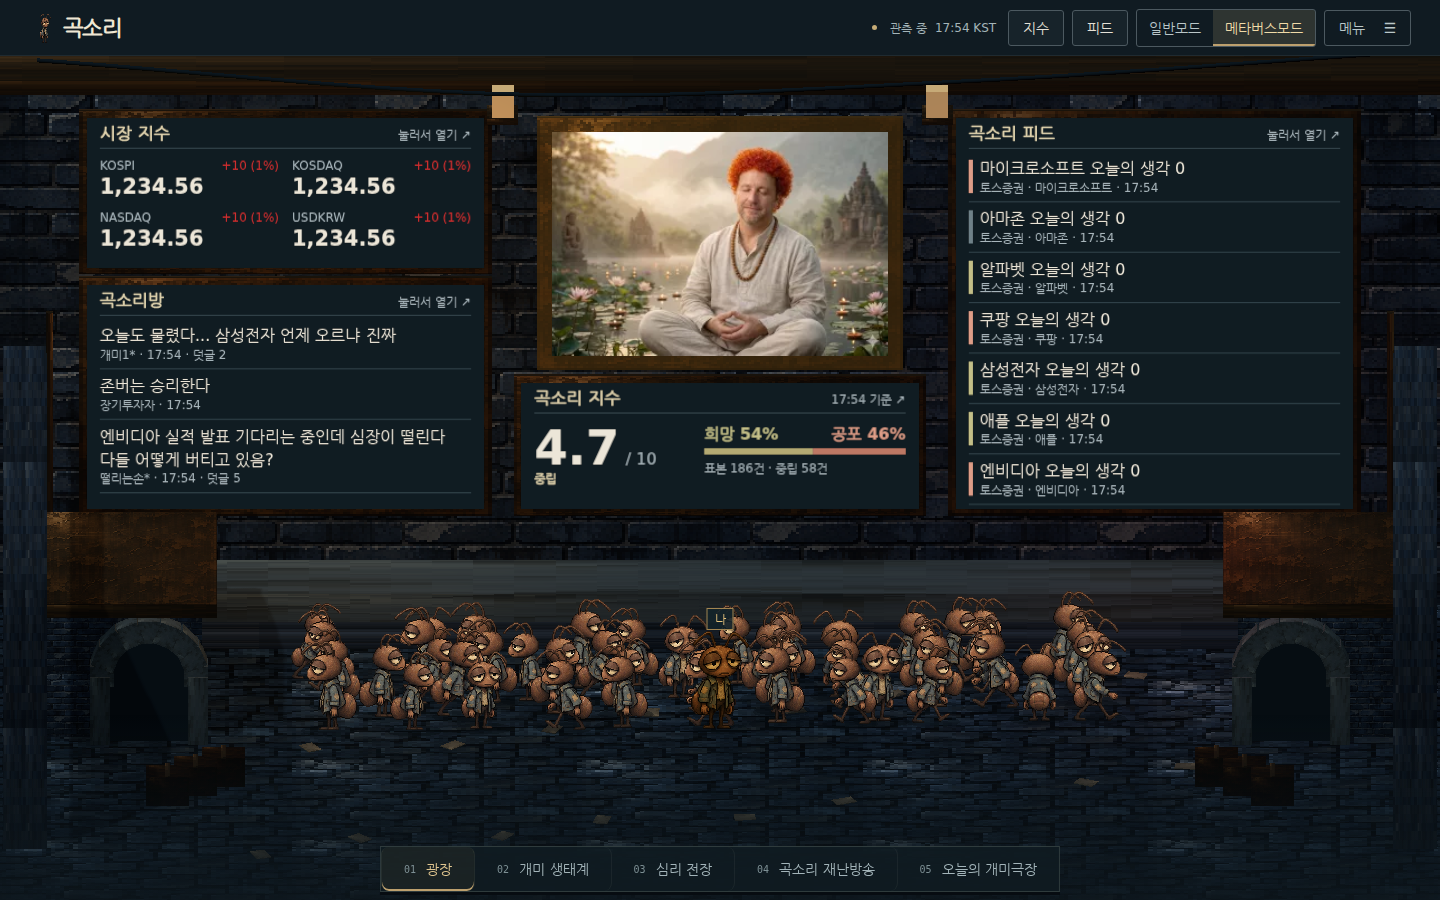 곡소리
관측 중 17:54 KST
지수
피드
일반모드
메타버스모드
메뉴 ☰
시장 지수
눌러서 열기 ↗
KOSPI +10 (1%)
1,234.56
KOSDAQ +10 (1%)
1,234.56
NASDAQ +10 (1%)
1,234.56
USDKRW +10 (1%)
1,234.56
곡소리방
눌러서 열기 ↗
오늘도 물렸다... 삼성전자 언제 오르냐 진짜
개미1* · 17:54 · 덧글 2
존버는 승리한다
장기투자자 · 17:54
엔비디아 실적 발표 기다리는 중인데 심장이 떨린다
다들 어떻게 버티고 있음?
떨리는손* · 17:54 · 덧글 5
곡소리 지수
17:54 기준 ↗
4.7 / 10
중립
희망 54% 공포 46%
표본 186건 · 중립 58건
곡소리 피드
눌러서 열기 ↗
마이크로소프트 오늘의 생각 0
토스증권 · 마이크로소프트 · 17:54
아마존 오늘의 생각 0
토스증권 · 아마존 · 17:54
알파벳 오늘의 생각 0
토스증권 · 알파벳 · 17:54
쿠팡 오늘의 생각 0
토스증권 · 쿠팡 · 17:54
삼성전자 오늘의 생각 0
토스증권 · 삼성전자 · 17:54
애플 오늘의 생각 0
토스증권 · 애플 · 17:54
엔비디아 오늘의 생각 0
토스증권 · 엔비디아 · 17:54
나
01 광장
02 개미 생태계
03 심리 전장
04 곡소리 재난방송
05 오늘의 개미극장